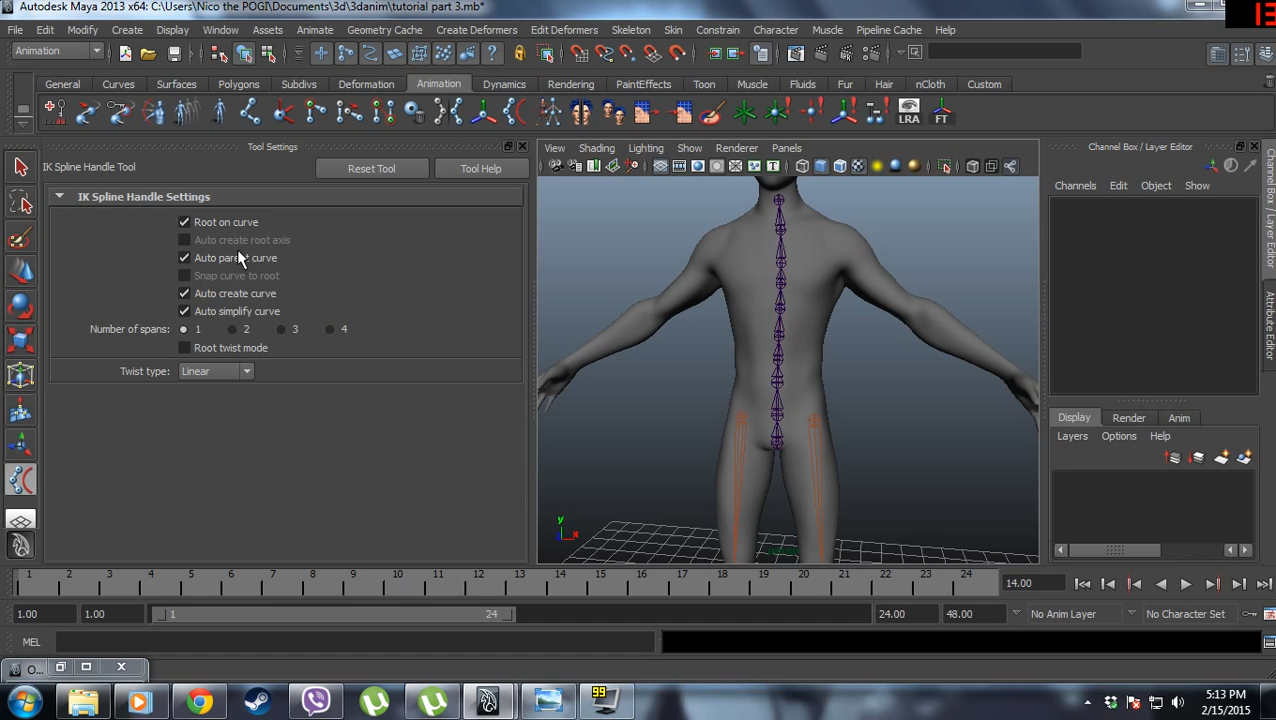 Autodesk Maya 2013 x64: C:\Users\Nico the POGI\Documents\3d\3danim\tutorial part 3.mb*
13
File Edit Modify Create Display Window Assets Animate Geometry Cache Create Deformers Edit Deformers Skeleton Skin Constrain Character Muscle Pipeline Cache Help
Animation
General Curves Surfaces Polygons Subdivs Deformation Animation Dynamics Rendering PaintEffects Toon Muscle Fluids Fur Hair nCloth Custom
LRA FT
Tool Settings
IK Spline Handle Tool Reset Tool Tool Help
IK Spline Handle Settings
Root on curve
Auto create root axis
Auto parent curve
Snap curve to root
Auto create curve
Auto simplify curve
Number of spans: 1 2 3 4
Root twist mode
Twist type: Linear
View Shading Lighting Show Renderer Panels
y
x
Channel Box / Layer Editor
Channels Edit Object Show
Channel Box / Layer Editor
Attribute Editor
Display Render Anim
Layers Options Help
1 2 3 4 5 6 7 8 9 10 11 12 13 14 15 16 17 18 19 20 21 22 23 24
14.00
1.00 1.00 1 24 24.00 48.00 No Anim Layer No Character Set
MEL
O...
99
5:13 PM
2/15/2015